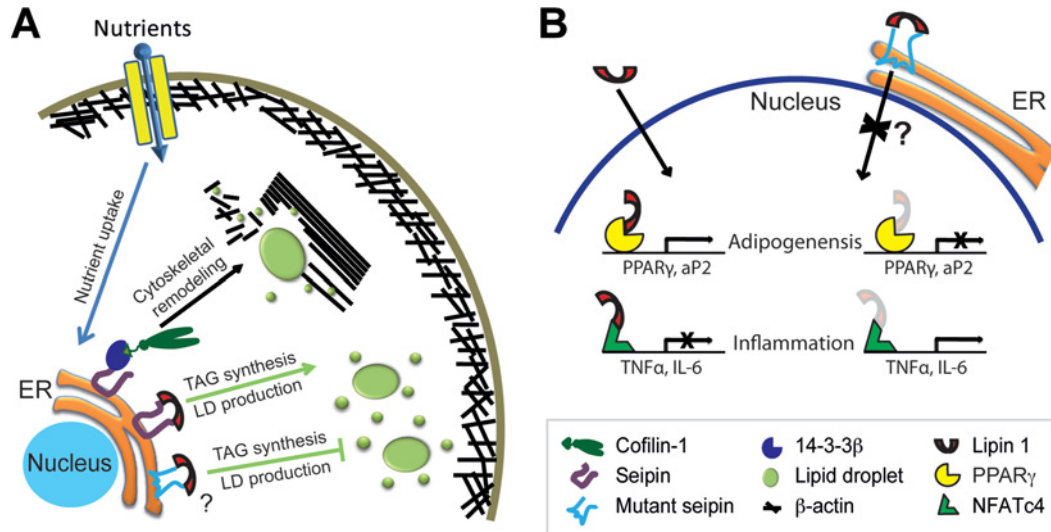 A
Nutrients
Nutrient uptake
Cytoskeletal
remodeling
ER
TAG synthesis
LD production
TAG synthesis
LD production
Nucleus
?
B
Nucleus
ER
?
Adipogenensis
PPARγ, aP2
PPARγ, aP2
Inflammation
TNFα, IL-6
TNFα, IL-6
Cofilin-1
14-3-3β
Lipin 1
Seipin
Lipid droplet
PPARγ
Mutant seipin
β-actin
NFATc4